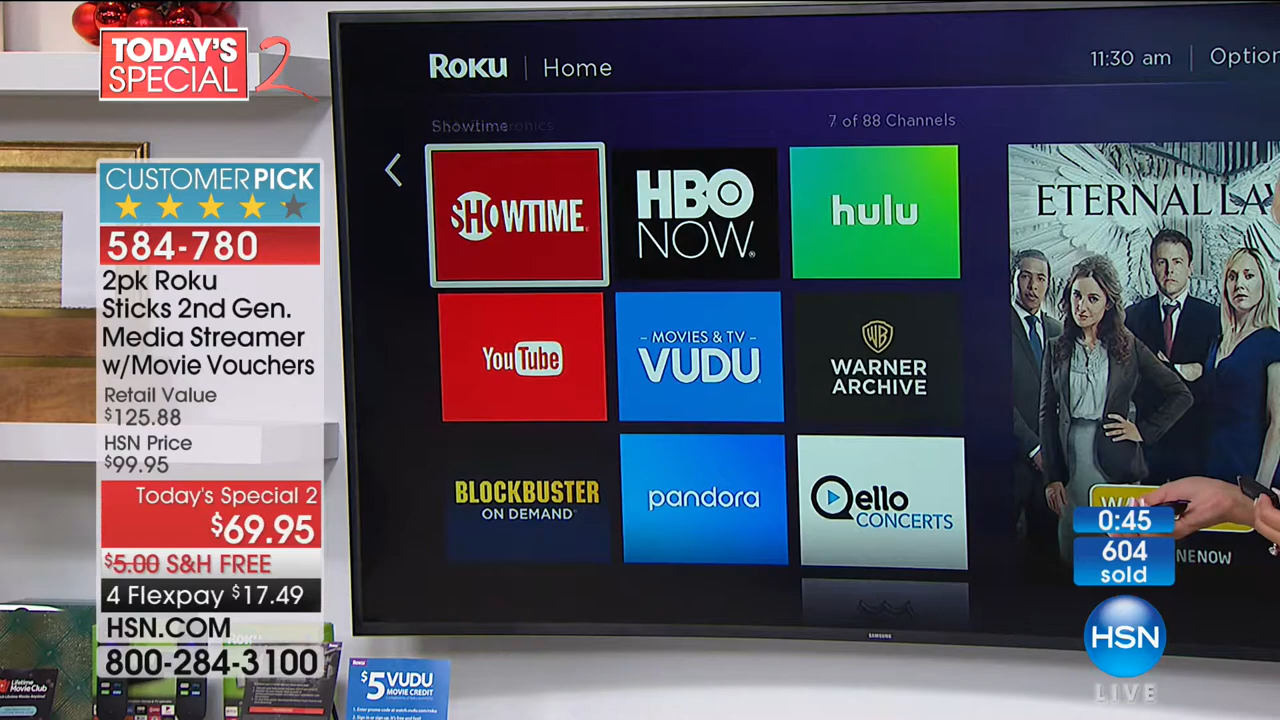 TODAY'S
SPECIAL 2
CUSTOMER PICK
584-780
2pk Roku
Sticks 2nd Gen.
Media Streamer
w/Movie Vouchers
Retail Value
$125.88
HSN Price
$99.95
Today's Special 2
$69.95
$5.00 S&H FREE
4 Flexpay $17.49
HSN.COM
800-284-3100
ROKU | Home
11:30 am
Showtime
7 of 88 Channels
SHOWTIME
HBO
NOW
hulu
YouTube
MOVIES & TV
VUDU
WB
WARNER
ARCHIVE
BLOCKBUSTER
ON DEMAND
pandora
Qello
CONCERTS
ETERNAL
SAMSUNG
0:45
604
sold
HSN
LIVE
Lifetime
MovieClub
Roku
$5 VUDU
MOVIE CREDIT